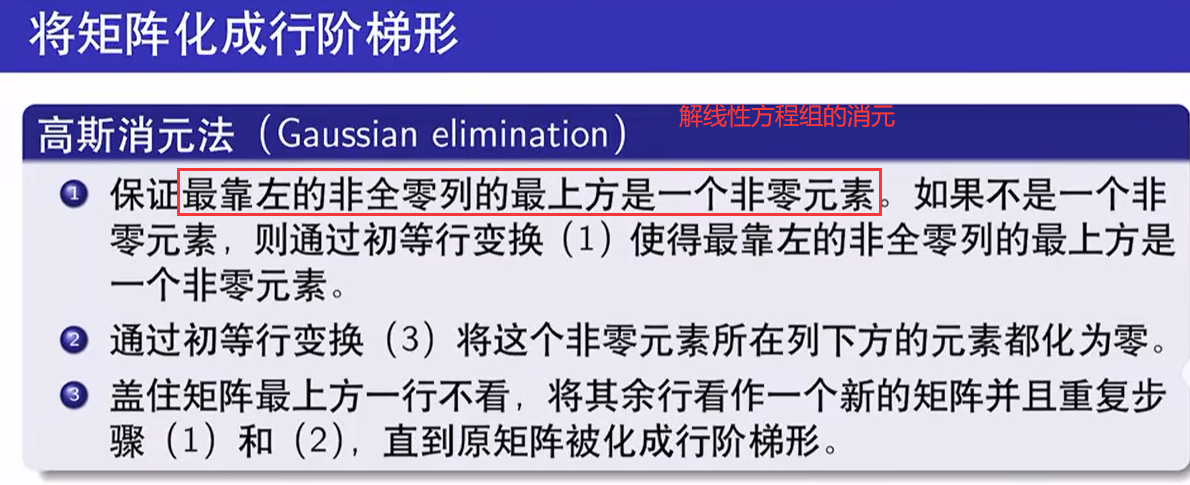 将矩阵化成行阶梯形
高斯消元法（Gaussian elimination）
解线性方程组的消元
1 保证最靠左的非全零列的最上方是一个非零元素。如果不是一个非
零元素，则通过初等行变换（1）使得最靠左的非全零列的最上方是
一个非零元素。
2 通过初等行变换（3）将这个非零元素所在列下方的元素都化为零。
3 盖住矩阵最上方一行不看，将其余行看作一个新的矩阵并且重复步
骤（1）和（2），直到原矩阵被化成行阶梯形。